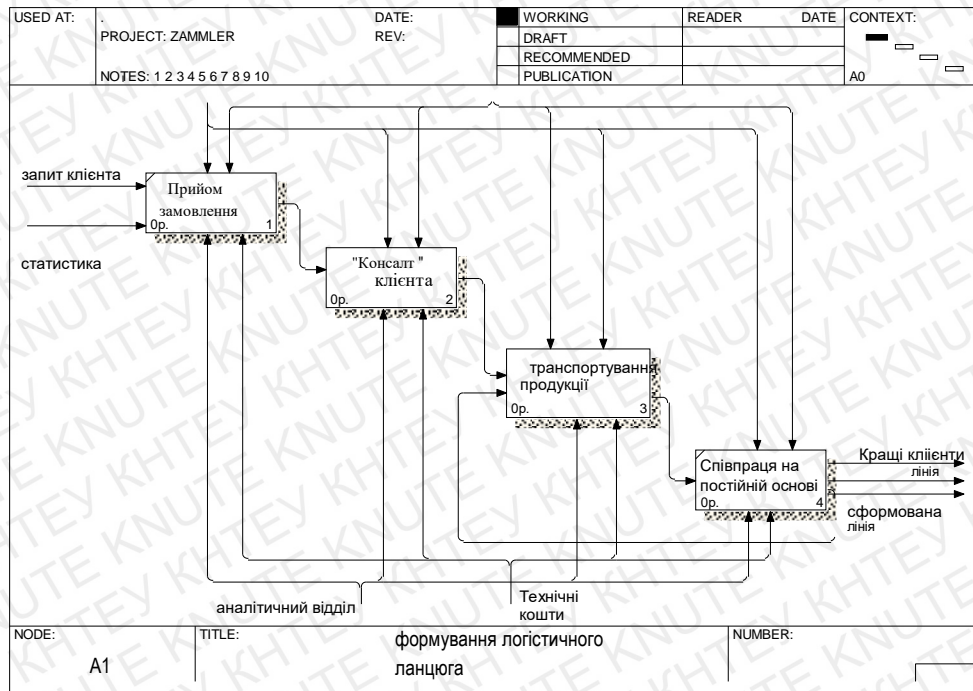 USED AT:
.
DATE:
WORKING
READER
DATE
CONTEXT:
PROJECT: ZAMMLER
REV:
DRAFT
RECOMMENDED
NOTES: 1 2 3 4 5 6 7 8 9 10
PUBLICATION
A0
запит клієнта
Прийом
замовлення
0р.
1
статистика
"Консалт "
клієнта
0р.
2
транспортування
продукції
0р.
3
Співпраця на
постійній основі
0р.
4
Кращі клііенти
лінія
сформована
лінія
аналітичний відділ
Технічні
кошти
NODE:
A1
TITLE:
формування логістичного
ланцюга
NUMBER:
KNUTE KHTEY